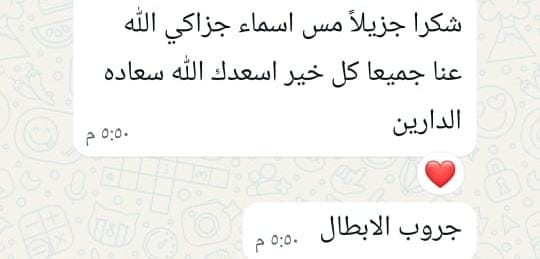 شكرا جزيلاً مس اسماء جزاكي الله
عنا جميعا كل خير اسعدك الله سعاده
الدارين
٥:٥٠ م
جروب الابطال
٥:٥٠ م